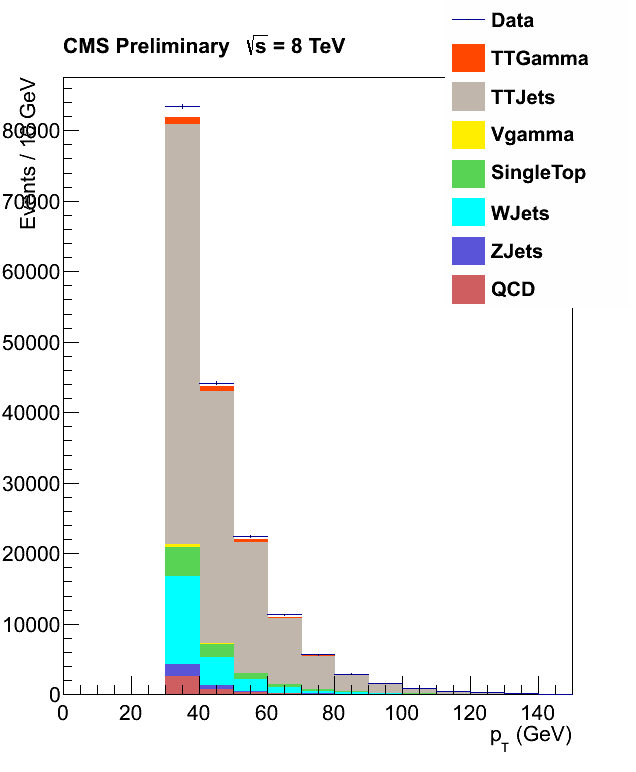 Data
CMS Preliminary √s = 8 TeV
TTGamma
TTJets
Vgamma
SingleTop
WJets
ZJets
QCD
Events / 10 GeV
80000
70000
60000
50000
40000
30000
20000
10000
0
0 20 40 60 80 100 120 140
pT (GeV)